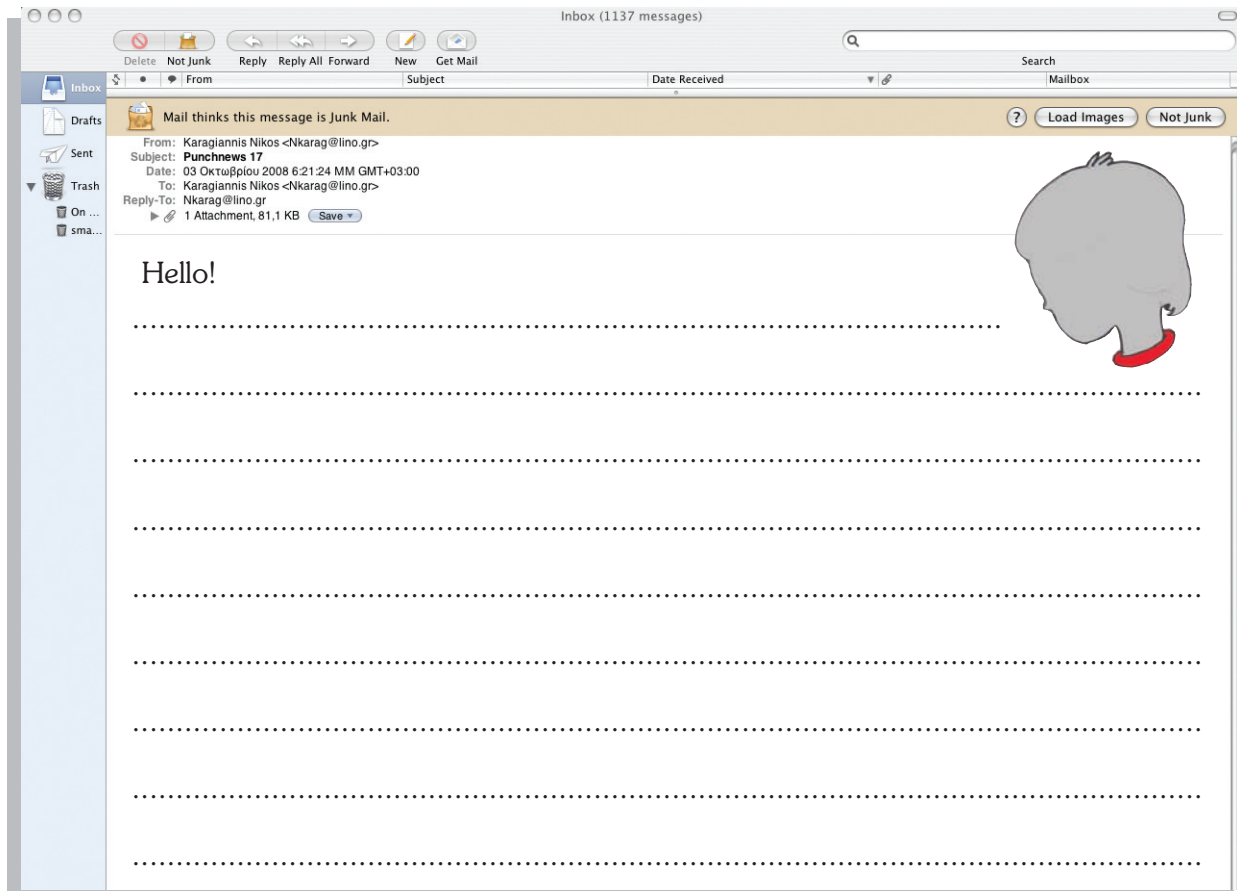 Inbox (1137 messages)
Delete Not Junk Reply Reply All Forward New Get Mail Search
From Subject Date Received Mailbox
Inbox
Drafts
Sent
Trash
On ...
sma...
Mail thinks this message is Junk Mail. ? Load Images Not Junk
From: Karagiannis Nikos <Nkarag@lino.gr>
Subject: Punchnews 17
Date: 03 Οκτωβρίου 2008 6:21:24 MM GMT+03:00
To: Karagiannis Nikos <Nkarag@lino.gr>
Reply-To: Nkarag@lino.gr
1 Attachment, 81,1 KB Save
Hello!